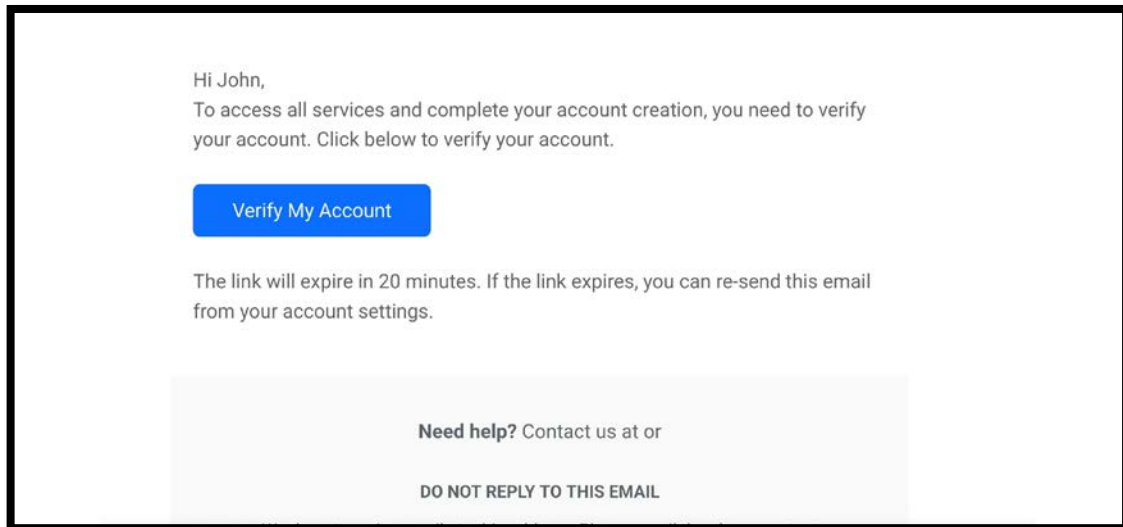 Hi John,
To access all services and complete your account creation, you need to verify
your account. Click below to verify your account.
Verify My Account
The link will expire in 20 minutes. If the link expires, you can re-send this email
from your account settings.
Need help? Contact us at or
DO NOT REPLY TO THIS EMAIL